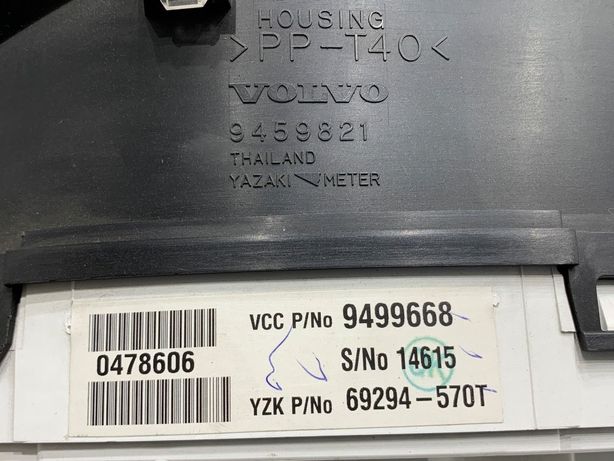 HOUSING
>PP-T40<
VOLVO
9459821
THAILAND
YAZAKI METER
VCC P/No 9499668
0478606
S/No 14615
YZK P/No 69294-570T